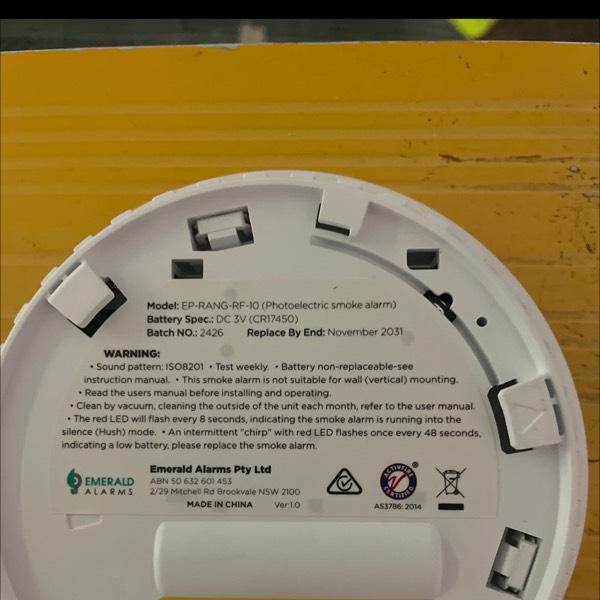 Model: EP-RANG-RF-10 (Photoelectric smoke alarm)
Battery Spec.: DC 3V (CR17450)
Batch NO.: 2426 Replace By End: November 2031
WARNING:
• Sound pattern: ISO8201 • Test weekly. • Battery non-replaceable-see
instruction manual. • This smoke alarm is not suitable for wall (vertical) mounting.
• Read the users manual before installing and operating.
• Clean by vacuum, cleaning the outside of the unit each month, refer to the user manual.
• The red LED will flash every 8 seconds, indicating the smoke alarm is running into the
silence (Hush) mode. • An intermittent "chirp" with red LED flashes once every 48 seconds,
indicating a low battery, please replace the smoke alarm.
EMERALD
ALARMS
Emerald Alarms Pty Ltd
ABN 50 632 601 453
2/29 Mitchell Rd Brookvale NSW 2100
MADE IN CHINA Ver:1.0
ACTIVFIRE
CERTIFIED
®
AS3786: 2014